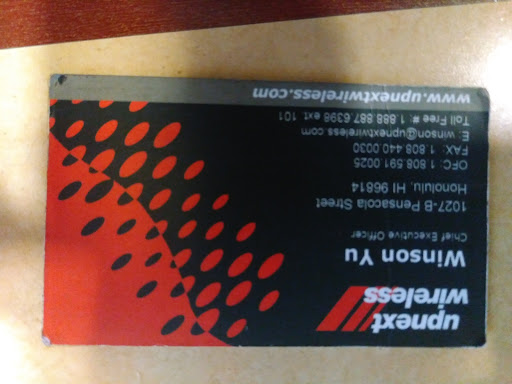 upnext
wireless
Winson Yu
Chief Executive Officer
1027-B Pensacola Street
Honolulu, HI 96814
OFC: 1.808.591.0025
FAX: 1.808.440.0030
E: winson@upnextwireless.com
Toll Free #: 1.888.887.6398 ext. 101
www.upnextwireless.com